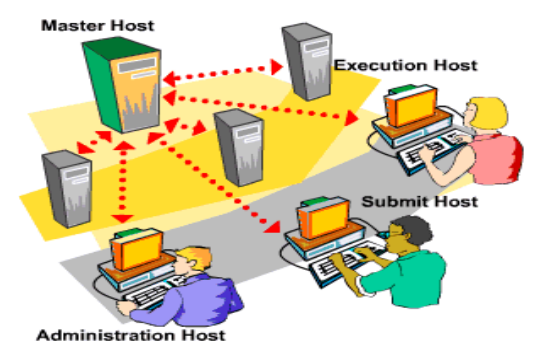 Master Host
Execution Host
Submit Host
Administration Host